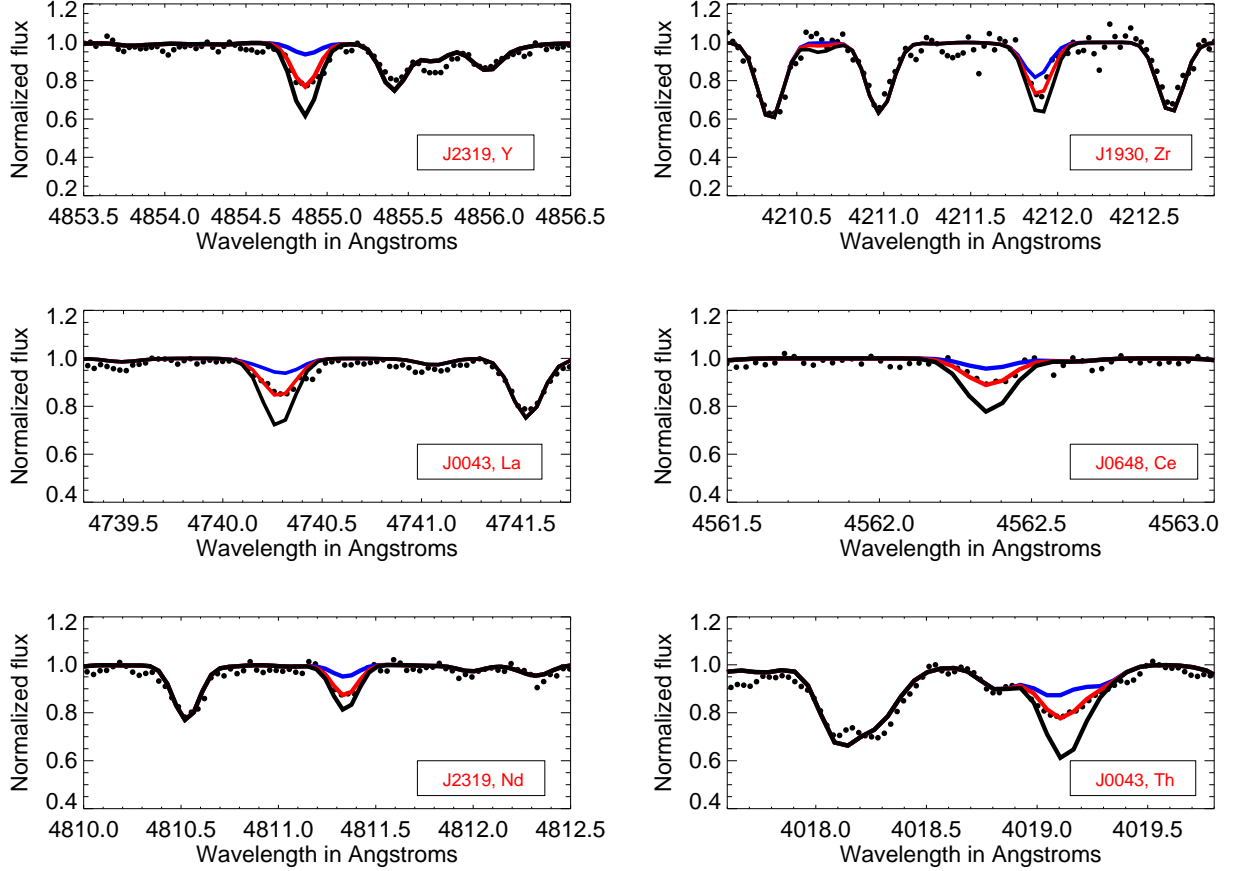 1.2
1.0
0.8
0.6
0.4
0.2
Normalized flux
J2319, Y
4853.5 4854.0 4854.5 4855.0 4855.5 4856.0 4856.5
Wavelength in Angstroms
1.2
1.0
0.8
0.6
0.4
0.2
Normalized flux
J1930, Zr
4210.5 4211.0 4211.5 4212.0 4212.5
Wavelength in Angstroms
1.2
1.0
0.8
0.6
0.4
Normalized flux
J0043, La
4739.5 4740.0 4740.5 4741.0 4741.5
Wavelength in Angstroms
1.2
1.0
0.8
0.6
0.4
Normalized flux
J0648, Ce
4561.5 4562.0 4562.5 4563.0
Wavelength in Angstroms
1.2
1.0
0.8
0.6
0.4
Normalized flux
J2319, Nd
4810.0 4810.5 4811.0 4811.5 4812.0 4812.5
Wavelength in Angstroms
1.2
1.0
0.8
0.6
0.4
Normalized flux
J0043, Th
4018.0 4018.5 4019.0 4019.5
Wavelength in Angstroms